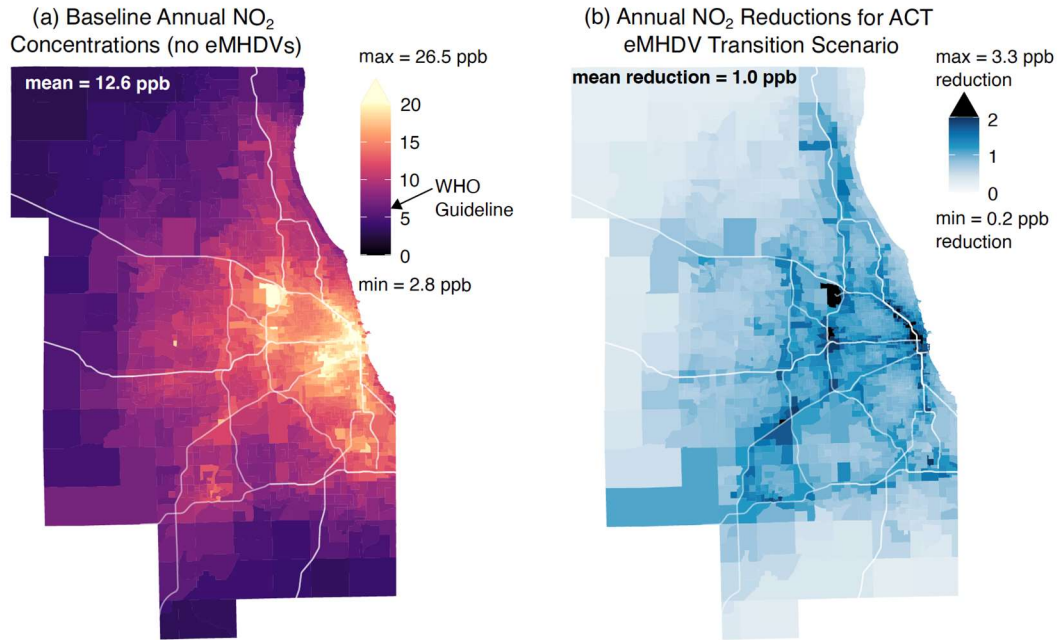 (a) Baseline Annual NO₂
Concentrations (no eMHDVs)
mean = 12.6 ppb
max = 26.5 ppb
20
15
10
5
0
WHO
Guideline
min = 2.8 ppb
(b) Annual NO₂ Reductions for ACT
eMHDV Transition Scenario
mean reduction = 1.0 ppb
max = 3.3 ppb
reduction
2
1
0
min = 0.2 ppb
reduction